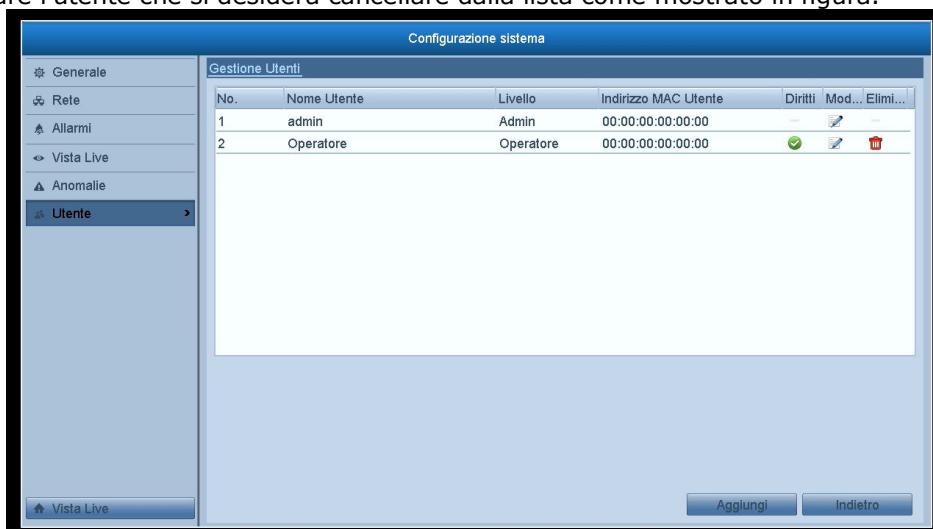 are l'utente che si desidera cancellare dalla lista come mostrato in figura.
Configurazione sistema
Generale
Rete
Allarmi
Vista Live
Anomalie
Utente >
Vista Live
Gestione Utenti
No. Nome Utente Livello Indirizzo MAC Utente Diritti Mod... Elimi...
1 admin Admin 00:00:00:00:00:00 — —
2 Operatore Operatore 00:00:00:00:00:00
Aggiungi Indietro